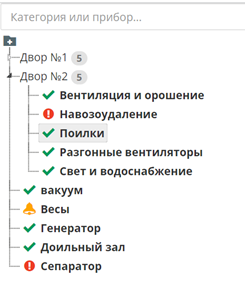 Категория или прибор...
Двор №1 5
Двор №2 5
Вентиляция и орошение
Навозоудаление
Поилки
Разгонные вентиляторы
Свет и водоснабжение
вакуум
Весы
Генератор
Доильный зал
Сепаратор